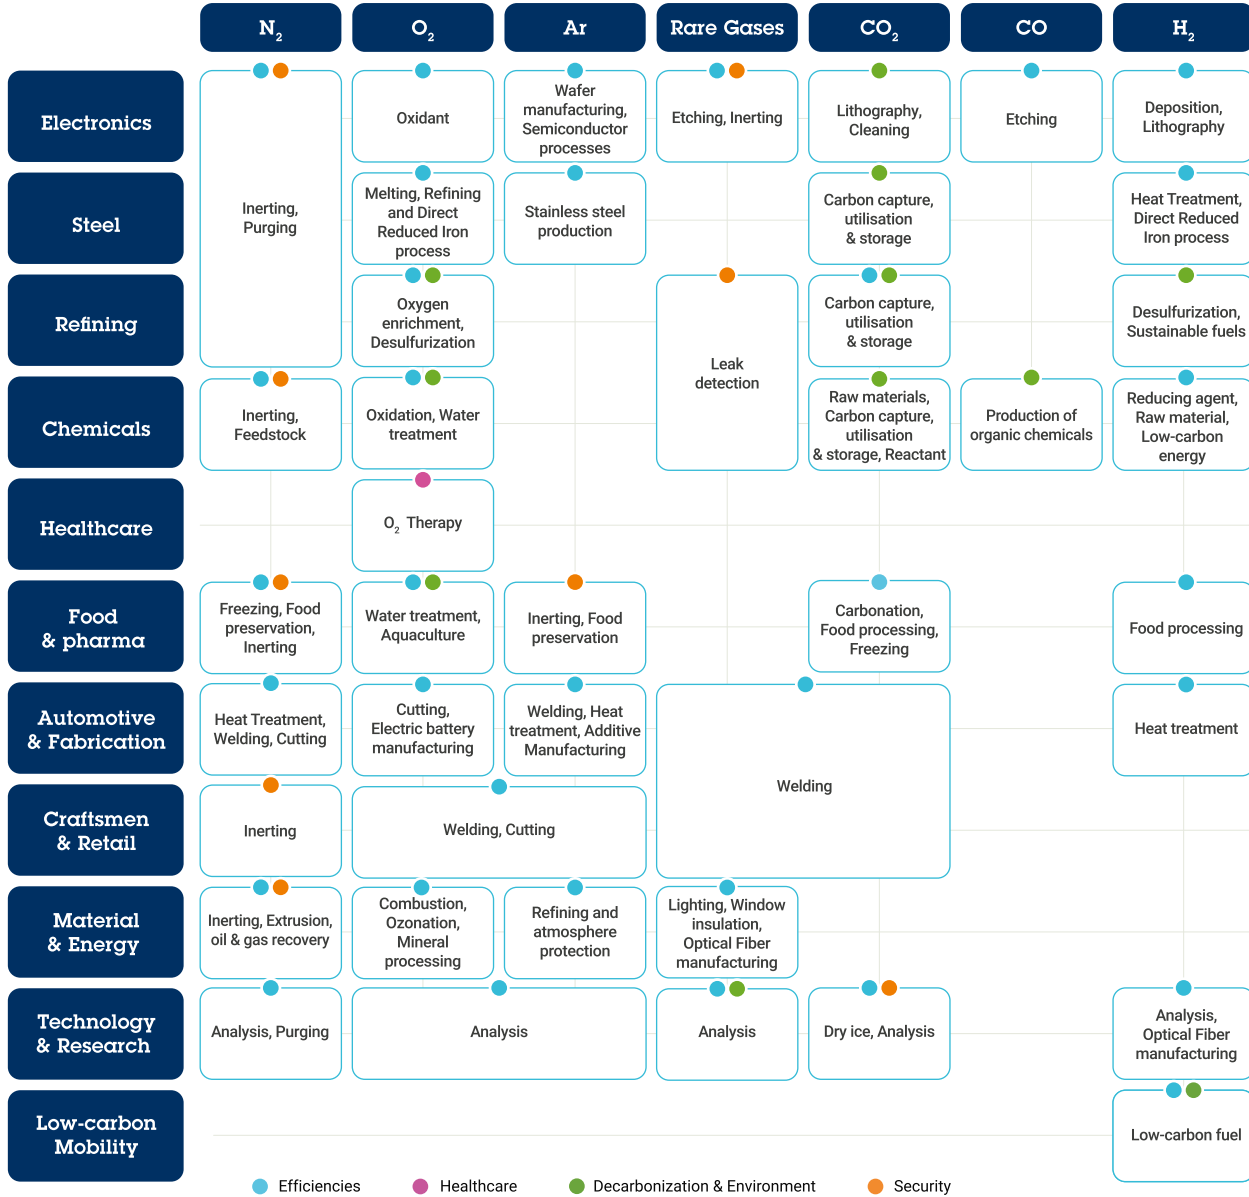 N2
O2
Ar
Rare Gases
CO2
CO
H2
Electronics
Inerting,
Purging
Oxidant
Wafer
manufacturing,
Semiconductor
processes
Etching, Inerting
Lithography,
Cleaning
Etching
Deposition,
Lithography
Steel
Melting, Refining
and Direct
Reduced Iron
process
Stainless steel
production
Carbon capture,
utilisation
& storage
Heat Treatment,
Direct Reduced
Iron process
Refining
Oxygen
enrichment,
Desulfurization
Leak
detection
Carbon capture,
utilisation
& storage
Desulfurization,
Sustainable fuels
Chemicals
Inerting,
Feedstock
Oxidation, Water
treatment
Raw materials,
Carbon capture,
utilisation
& storage, Reactant
Production of
organic chemicals
Reducing agent,
Raw material,
Low-carbon
energy
Healthcare
O2 Therapy
Food
& pharma
Freezing, Food
preservation,
Inerting
Water treatment,
Aquaculture
Inerting, Food
preservation
Carbonation,
Food processing,
Freezing
Food processing
Automotive
& Fabrication
Heat Treatment,
Welding, Cutting
Cutting,
Electric battery
manufacturing
Welding, Heat
treatment, Additive
Manufacturing
Welding
Heat treatment
Craftsmen
& Retail
Inerting
Welding, Cutting
Material
& Energy
Inerting, Extrusion,
oil & gas recovery
Combustion,
Ozonation,
Mineral
processing
Refining and
atmosphere
protection
Lighting, Window
insulation,
Optical Fiber
manufacturing
Technology
& Research
Analysis, Purging
Analysis
Analysis
Dry ice, Analysis
Analysis,
Optical Fiber
manufacturing
Low-carbon
Mobility
Low-carbon fuel
Efficiencies
Healthcare
Decarbonization & Environment
Security